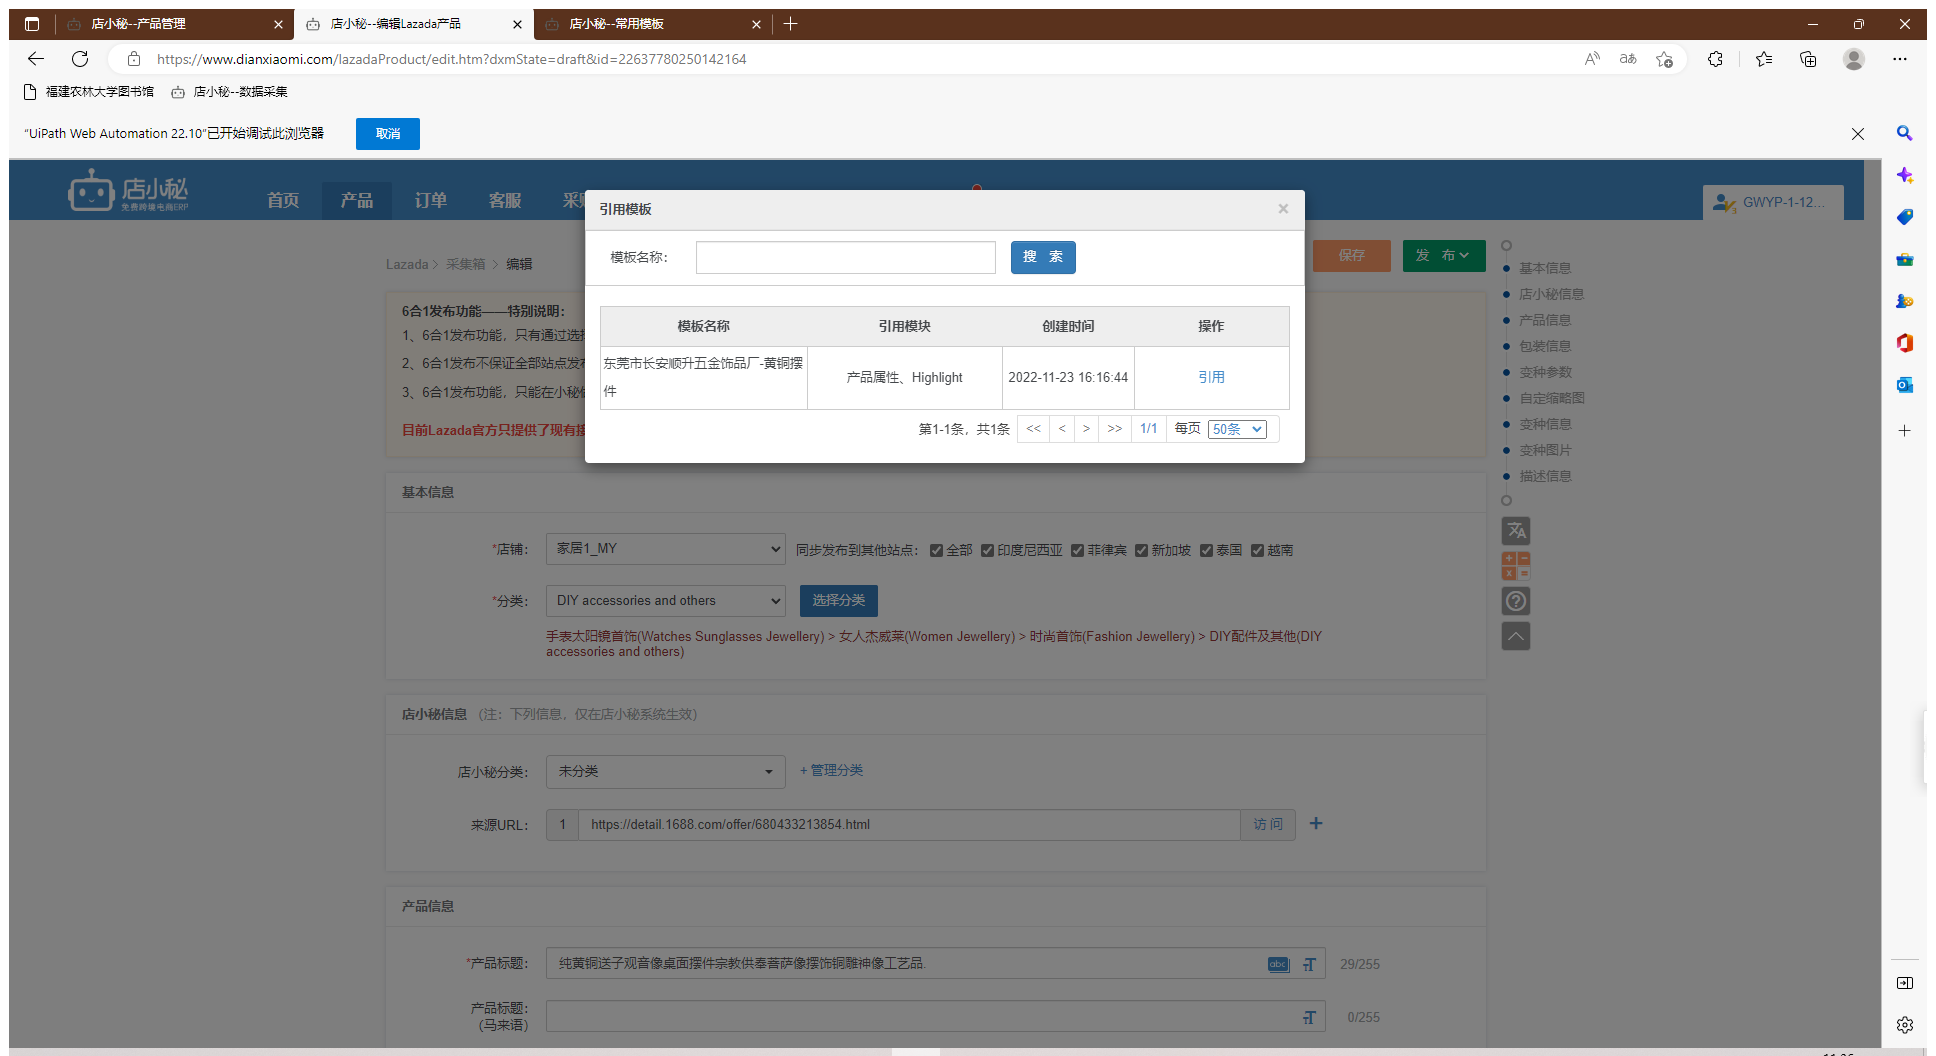 店小秘--产品管理
店小秘--编辑Lazada产品
店小秘--常用模板
https://www.dianxiaomi.com/lazadaProduct/edit.htm?dxmState=draft&id=22637780250142164
福建农林大学图书馆
店小秘--数据采集
“UiPath Web Automation 22.10”已开始调试此浏览器
取消
店小秘
免费跨境电商ERP
首页
产品
订单
客服
GWYP-1-12...
引用模板
模板名称：
搜 索
模板名称 引用模块 创建时间 操作
东莞市长安顺升五金饰品厂-黄铜摆
件
产品属性、Highlight
2022-11-23 16:16:44
引用
第1-1条，共1条 << < > >> 1/1 每页 50条
Lazada > 采集箱 > 编辑
保存
发 布
6合1发布功能——特别说明：
1、6合1发布功能，只有通过选
2、6合1发布不保证全部站点发
3、6合1发布功能，只能在小秘
目前Lazada官方只提供了现有
基本信息
店小秘信息
产品信息
包装信息
变种参数
自定缩略图
变种信息
变种图片
描述信息
基本信息
*店铺： 家居1_MY 同步发布到其他站点： 全部 印度尼西亚 菲律宾 新加坡 泰国 越南
*分类： DIY accessories and others 选择分类
手表太阳镜首饰(Watches Sunglasses Jewellery) > 女人杰威莱(Women Jewellery) > 时尚首饰(Fashion Jewellery) > DIY配件及其他(DIY
accessories and others)
店小秘信息 (注：下列信息，仅在店小秘系统生效)
店小秘分类： 未分类 + 管理分类
来源URL： 1 https://detail.1688.com/offer/680433213854.html 访 问
产品信息
*产品标题： 纯黄铜送子观音像桌面摆件宗教供奉菩萨像摆饰铜雕神像工艺品. abc 29/255
产品标题：
(马来语)
0/255